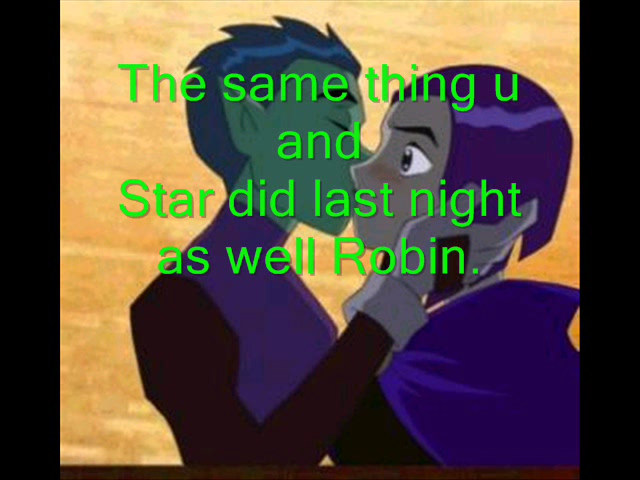 The same thing u
and
Star did last night
as well Robin.